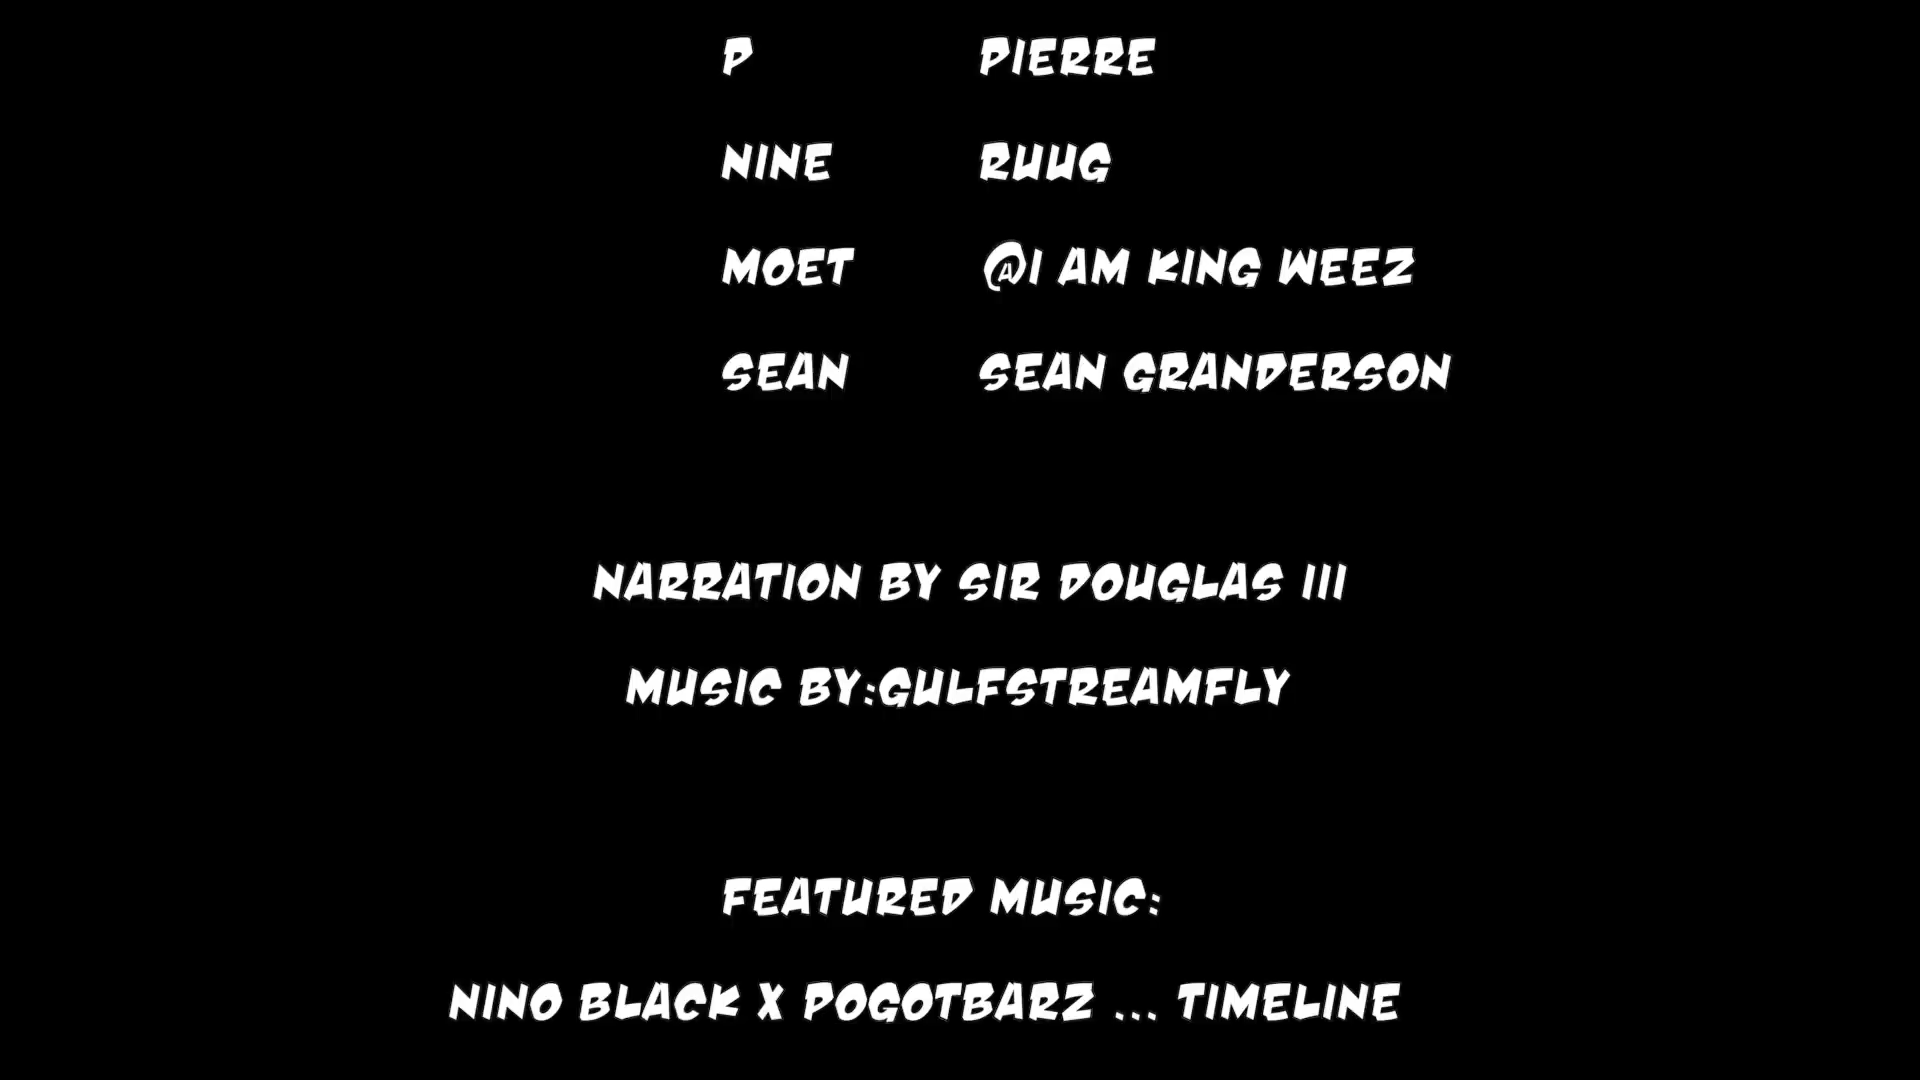 P PIERRE
NINE RUUG
MOET @I AM KING WEEZ
SEAN SEAN GRANDERSON
NARRATION BY SIR DOUGLAS III
MUSIC BY:GULFSTREAMFLY
FEATURED MUSIC:
NINO BLACK X POGOTBARZ ... TIMELINE